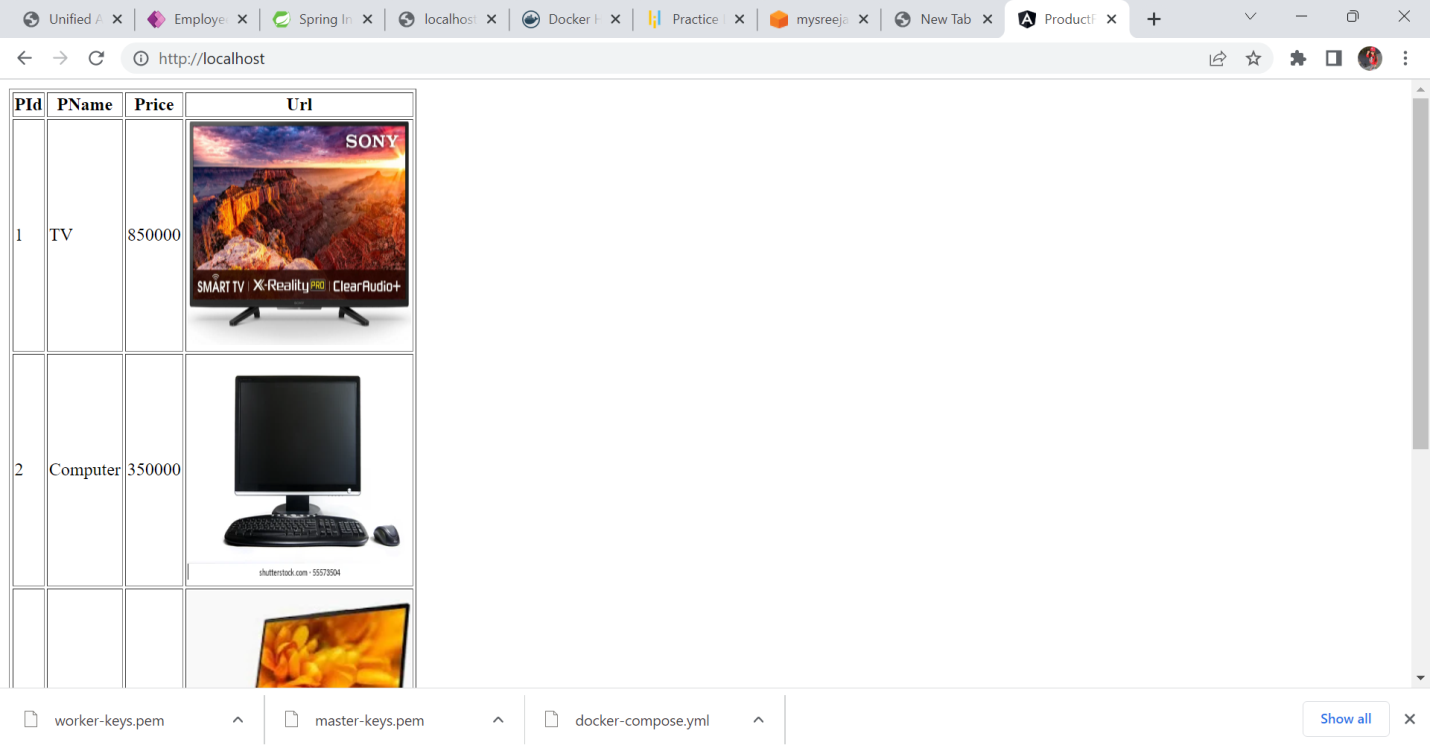 Unified A
Employe
Spring In
localhost
Docker H
Practice
mysreeja
New Tab
ProductF
http://localhost
PId PName Price Url
SONY
SMART TV X-Reality PRO ClearAudio+
1 TV 850000
2 Computer 350000
shutterstock.com · 55573504
worker-keys.pem
master-keys.pem
docker-compose.yml
Show all